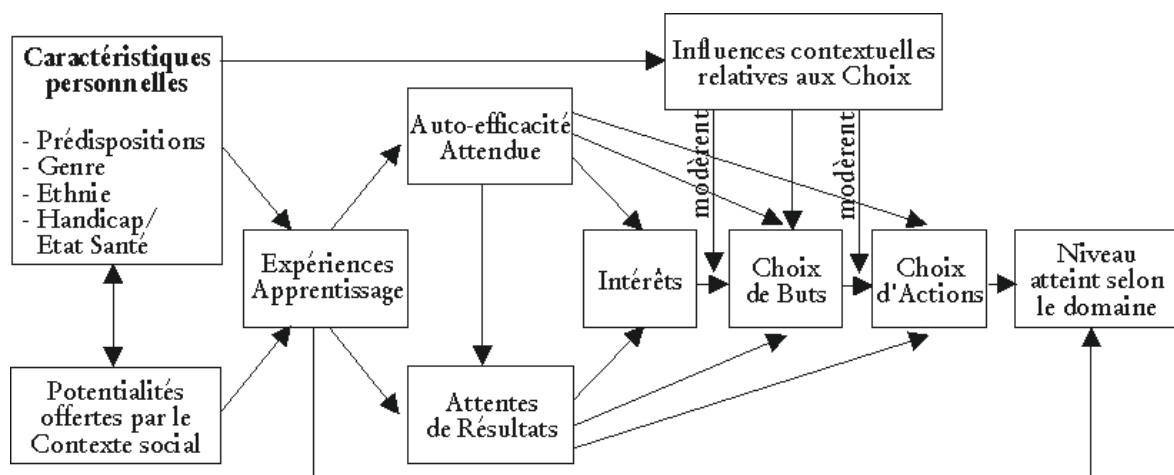 Caractéristiques
personnelles
- Prédispositions
- Genre
- Ethnie
- Handicap/
Etat Santé
Influences contextuelles
relatives aux Choix
Auto-efficacité
Attendue
modèrent
modèrent
Expériences
Apprentissage
Intérêts
Choix
de Buts
Choix
d'Actions
Niveau
atteint selon
le domaine
Potentialités
offertes par le
Contexte social
Attentes
de Résultats